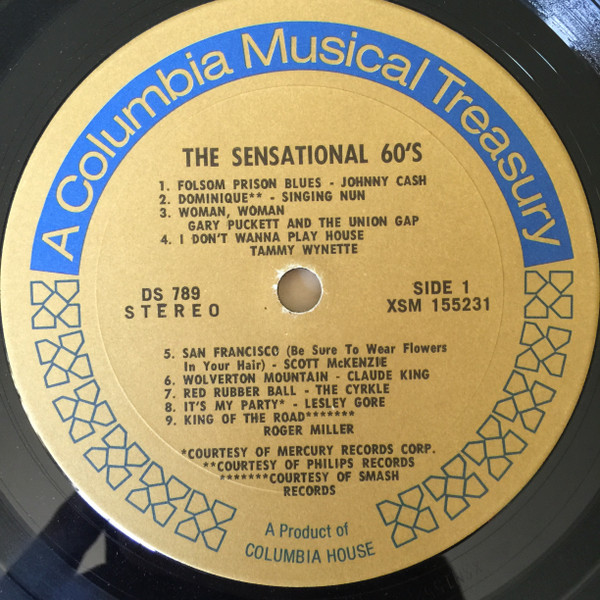 A Columbia Musical Treasury
THE SENSATIONAL 60'S
1. FOLSOM PRISON BLUES - JOHNNY CASH
2. DOMINIQUE** - SINGING NUN
3. WOMAN, WOMAN
GARY PUCKETT AND THE UNION GAP
4. I DON'T WANNA PLAY HOUSE
TAMMY WYNETTE
DS 789
STEREO
SIDE 1
XSM 155231
5. SAN FRANCISCO (Be Sure To Wear Flowers
In Your Hair) - SCOTT McKENZIE
6. WOLVERTON MOUNTAIN - CLAUDE KING
7. RED RUBBER BALL - THE CYRKLE
8. IT'S MY PARTY* - LESLEY GORE
9. KING OF THE ROAD*******
ROGER MILLER
*COURTESY OF MERCURY RECORDS CORP.
**COURTESY OF PHILIPS RECORDS
*******COURTESY OF SMASH
RECORDS
A Product of
COLUMBIA HOUSE